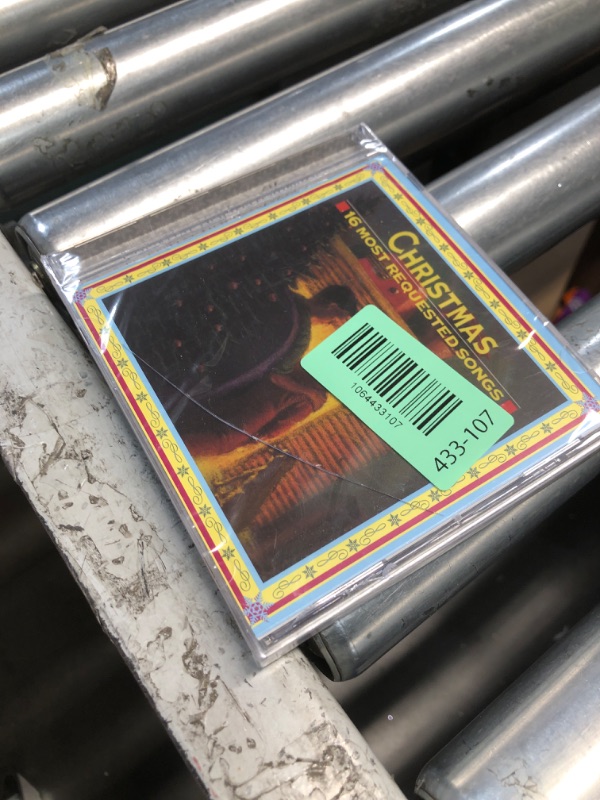 CHRISTMAS
16 MOST REQUESTED SONGS
1064433107
433-107